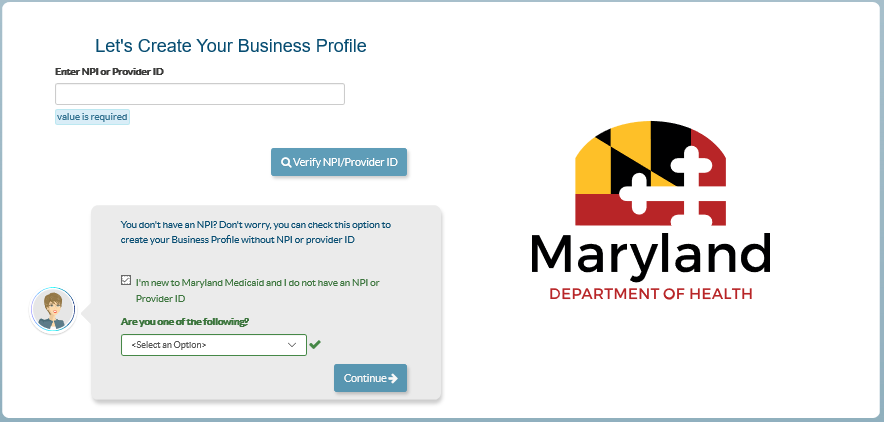 Let's Create Your Business Profile
Enter NPI or Provider ID
value is required
Verify NPI/Provider ID
You don't have an NPI? Don't worry, you can check this option to
create your Business Profile without NPI or provider ID
I'm new to Maryland Medicaid and I do not have an NPI or
Provider ID
Are you one of the following?
<Select an Option>
Continue
Maryland
DEPARTMENT OF HEALTH